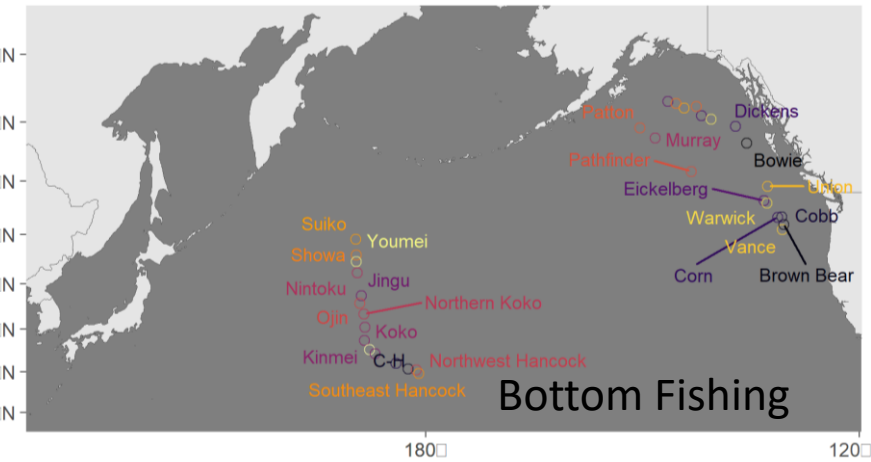 N
N
Patton
Dickens
Murray
Bowie
Pathfinder
N
Eickelberg
Union
Warwick
Cobb
Suiko
N
Youmei
Vance
Showa
Corn
Brown Bear
N
Jingu
Nintoku
Northern Koko
Ojin
N
Koko
Kinmei
C-H
Northwest Hancock
N
Southeast Hancock
Bottom Fishing
N
180□
120□